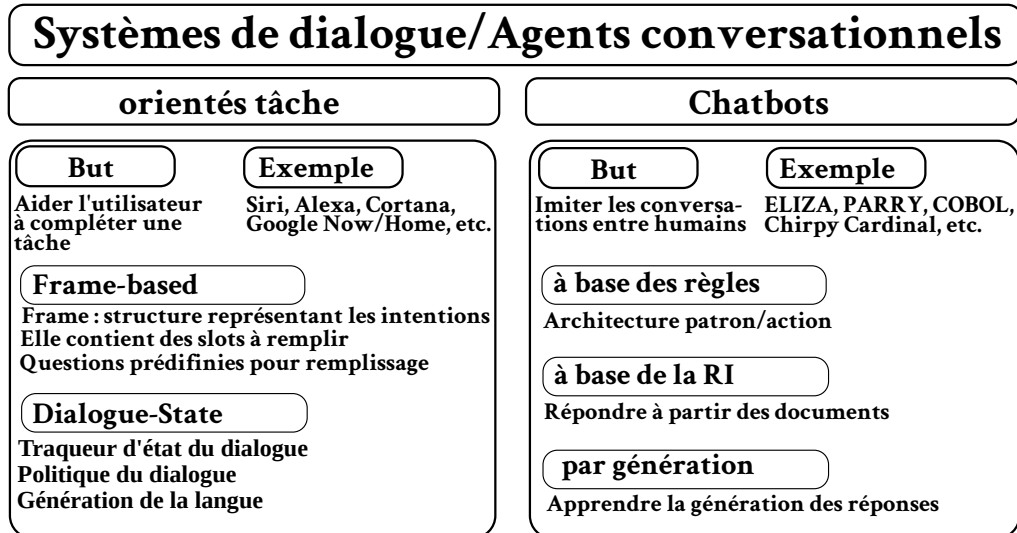 Systèmes de dialogue/Agents conversationnels
orientés tâche
But
Exemple
Aider l'utilisateur
à compléter une
tâche
Siri, Alexa, Cortana,
Google Now/Home, etc.
Frame-based
Frame : structure représentant les intentions
Elle contient des slots à remplir
Questions prédifinies pour remplissage
Dialogue-State
Traqueur d'état du dialogue
Politique du dialogue
Génération de la langue
Chatbots
But
Exemple
Imiter les conversa-
tions entre humains
ELIZA, PARRY, COBOL,
Chirpy Cardinal, etc.
à base des règles
Architecture patron/action
à base de la RI
Répondre à partir des documents
par génération
Apprendre la génération des réponses